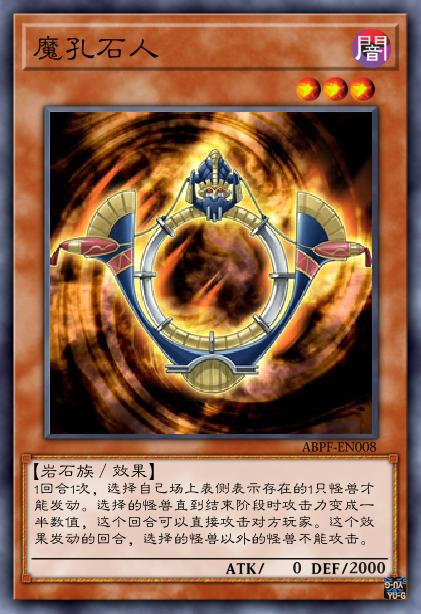 魔孔石人
闇
ABPF-EN008
【岩石族／效果】
1回合1次，选择自己场上表侧表示存在的1只怪兽才
能发动。选择的怪兽直到结束阶段时攻击力变成一
半数值，这个回合可以直接攻击对方玩家。这个效
果发动的回合，选择的怪兽以外的怪兽不能攻击。
ATK/ 0 DEF/2000
YU-G